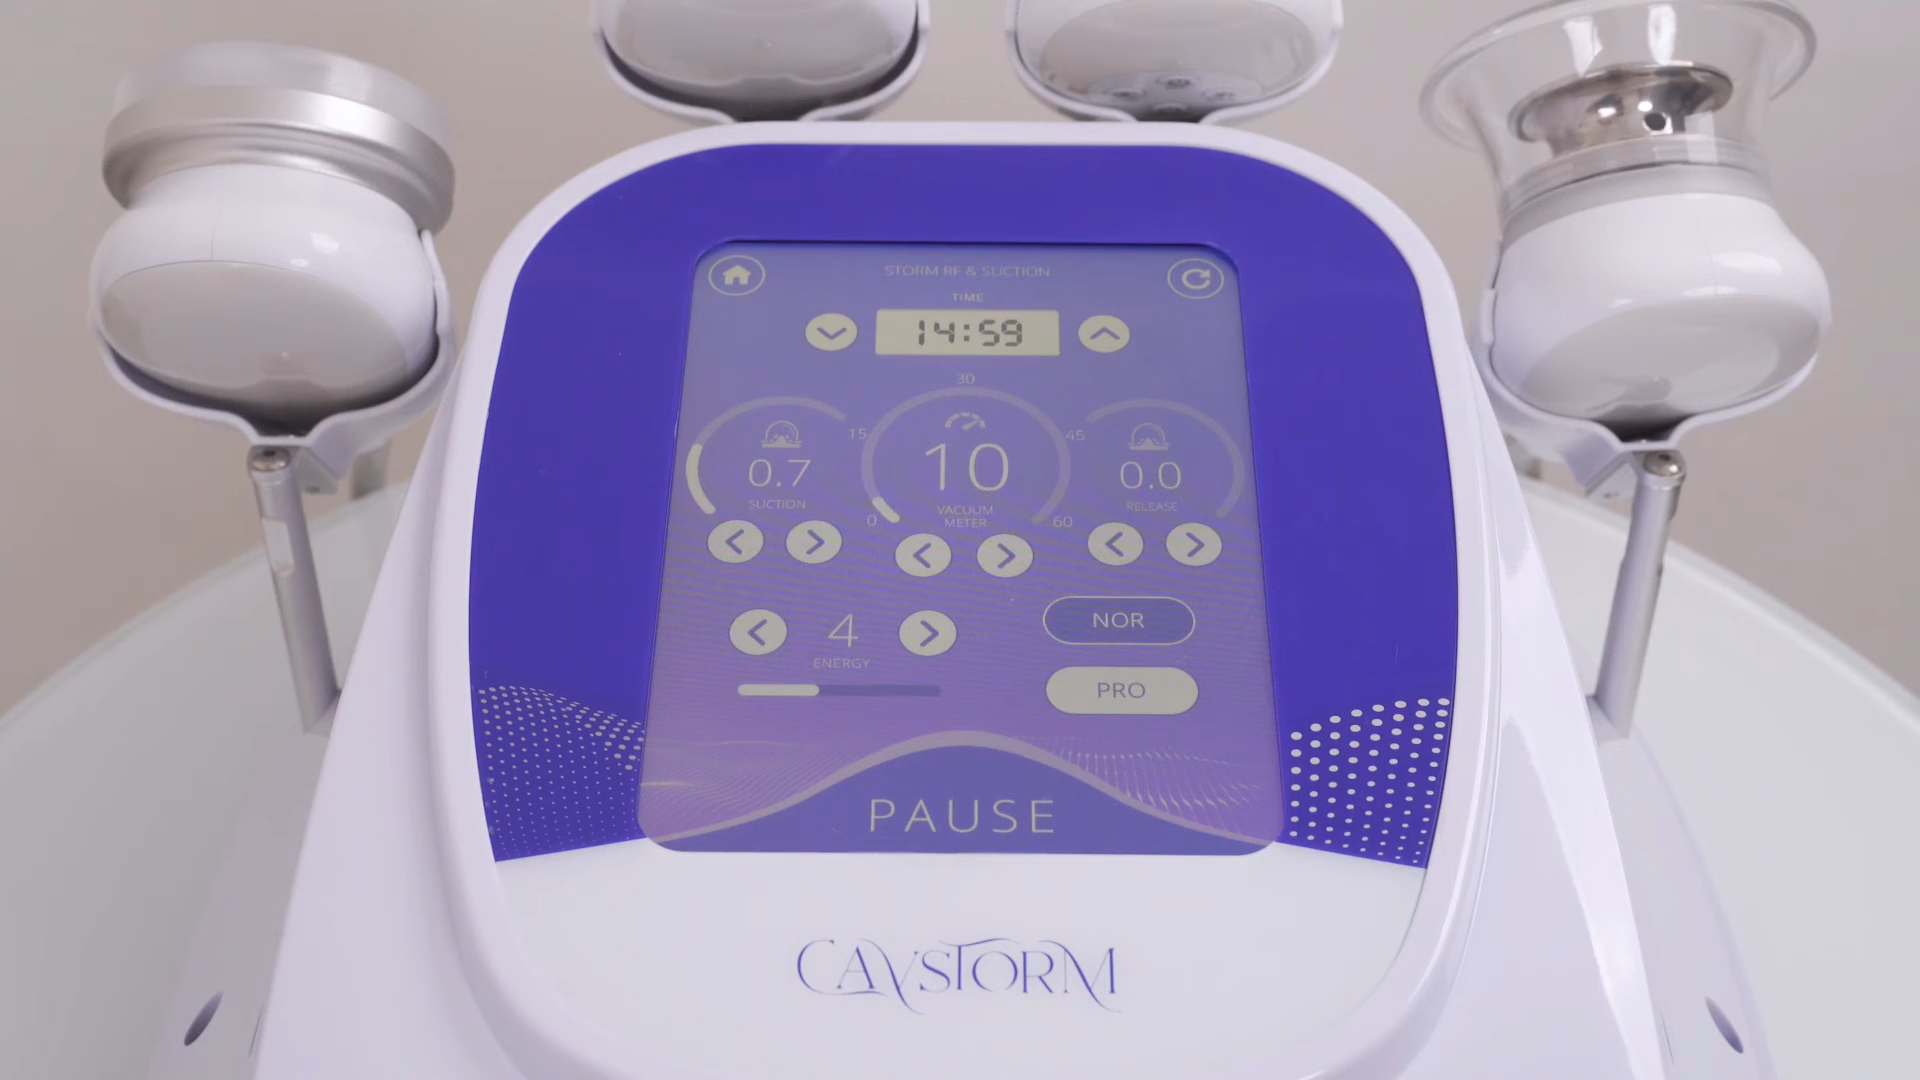 STORM RF & SUCTION
TIME
14:59
30
15
45
0.7
10
0.0
SUCTION
VACUUM
METER
RELEASE
0
60
4
ENERGY
NOR
PRO
PAUSE
CAVSTORM